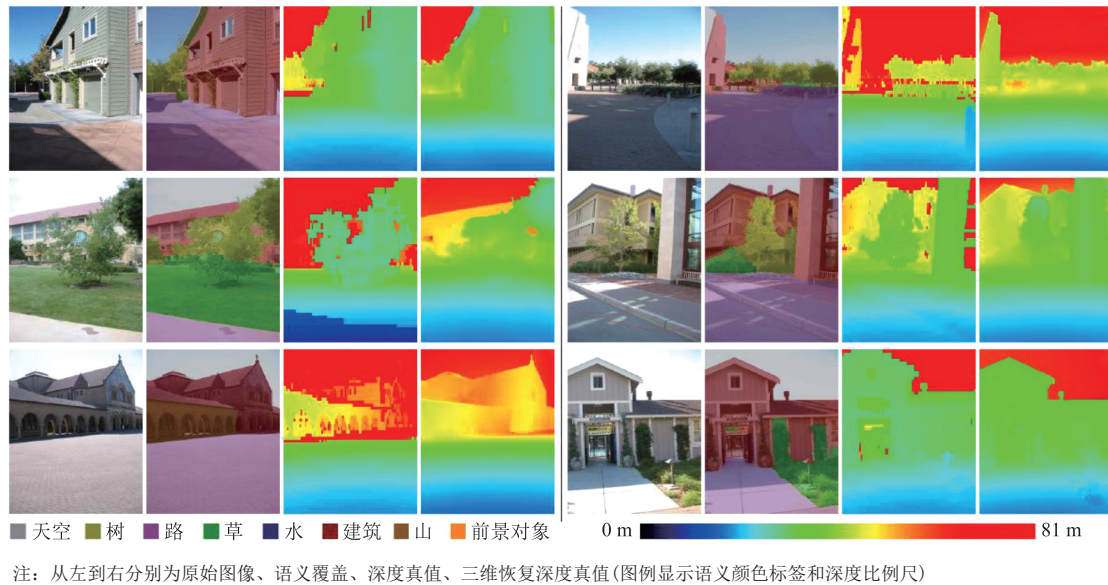 天空 树 路 草 水 建筑 山 前景对象 0 m 81 m
注：从左到右分别为原始图像、语义覆盖、深度真值、三维恢复深度真值(图例显示语义颜色标签和深度比例尺)